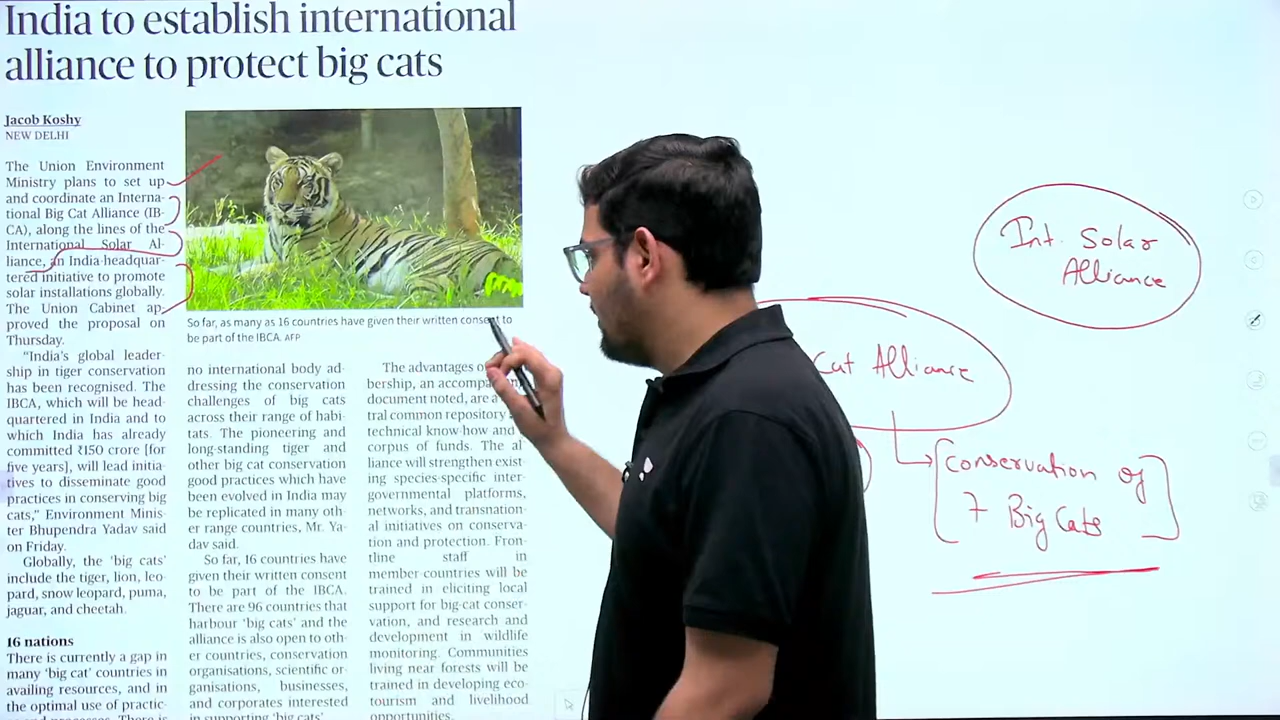 India to establish international
alliance to protect big cats
Jacob Koshy
NEW DELHI
The Union Environment
Ministry plans to set up
and coordinate an Interna-
tional Big Cat Alliance (IB-
CA), along the lines of the
International Solar Al-
liance, an India-headquar-
tered initiative to promote
solar installations globally.
The Union Cabinet ap-
proved the proposal on
Thursday.
"India's global leader-
ship in tiger conservation
has been recognised. The
IBCA, which will be head-
quartered in India and to
which India has already
committed ₹150 crore [for
five years], will lead initia-
tives to disseminate good
practices in conserving big
cats," Environment Minis-
ter Bhupendra Yadav said
on Friday.
Globally, the 'big cats'
include the tiger, lion, leo-
pard, snow leopard, puma,
jaguar, and cheetah.
16 nations
There is currently a gap in
many 'big cat' countries in
availing resources, and in
the optimal use of practic-
So far, as many as 16 countries have given their written consent to
be part of the IBCA. AFP
no international body ad-
dressing the conservation
challenges of big cats
across their range of habi-
tats. The pioneering and
long-standing tiger and
other big cat conservation
good practices which have
been evolved in India may
be replicated in many oth-
er range countries, Mr. Ya-
dav said.
So far, 16 countries have
given their written consent
to be part of the IBCA.
There are 96 countries that
harbour 'big cats' and the
alliance is also open to oth-
er countries, conservation
organisations, scientific or-
ganisations, businesses,
and corporates interested
in supporting 'big cats'.
The advantages
bership, an
document noted, are a
tral common repository
technical know-how and
corpus of funds. The al-
liance will strengthen exist-
ing species-specific inter-
governmental platforms,
networks, and transnation-
al initiatives on conserva-
tion and protection. Fron-
tline staff in
member-countries will be
trained in eliciting local
support for big-cat conser-
vation, and research and
development in wildlife
monitoring. Communities
living near forests will be
trained in developing eco-
tourism and livelihood
opportunities.
Int. Solar
Alliance
Cat Alliance
Conservation of
7 Big Cats